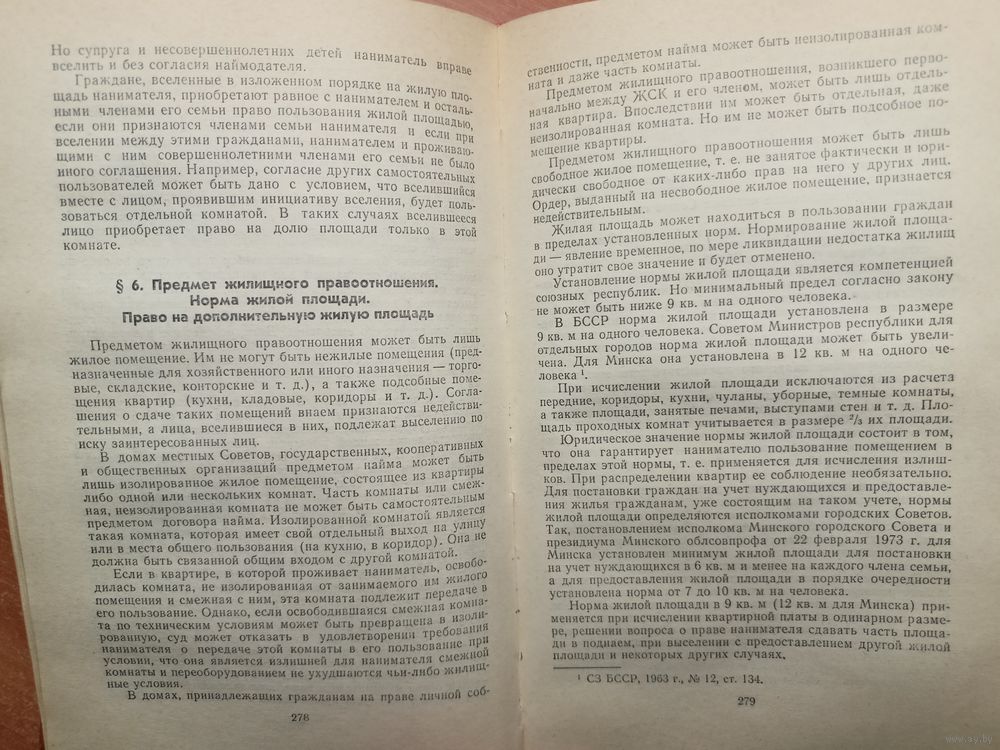 Но супруга и несовершеннолетних детей наниматель вправе
вселить и без согласия наймодателя.
Граждане, вселенные в изложенном порядке на жилую пло-
щадь нанимателя, приобретают равное с нанимателем и осталь-
ными членами его семьи право пользования жилой площадью,
если они признаются членами семьи нанимателя и если при
вселении между этими гражданами, нанимателем и проживаю-
щими с ним совершеннолетними членами его семьи не было
иного соглашения. Например, согласие других самостоятельных
пользователей может быть дано с условием, что вселившийся
вместе с лицом, проявившим инициативу вселения, будет поль-
зоваться отдельной комнатой. В таких случаях вселившееся
лицо приобретает право на долю площади только в этой
комнате.
§ 6. Предмет жилищного правоотношения.
Норма жилой площади.
Право на дополнительную жилую площадь
Предметом жилищного правоотношения может быть лишь
жилое помещение. Им не могут быть нежилые помещения (пред-
назначенные для хозяйственного или иного назначения — торго-
вые, складские, конторские и т. д.), а также подсобные поме-
щения квартир (кухни, кладовые, коридоры и т. д.). Согла-
шения о сдаче таких помещений внаем признаются недействи-
тельными, а лица, вселившиеся в них, подлежат выселению по
иску заинтересованных лиц.
В домах местных Советов, государственных, кооперативных
и общественных организаций предметом найма может быть
лишь изолированное жилое помещение, состоящее из квартиры
либо одной или нескольких комнат. Часть комнаты или смеж-
ная, неизолированная комната не может быть самостоятельным
предметом договора найма. Изолированной комнатой является
такая комната, которая имеет свой отдельный выход на улицу
или в места общего пользования (на кухню, в коридор). Она не
должна быть связанной общим входом с другой комнатой.
Если в квартире, в которой проживает наниматель, освобо-
дилась комната, не изолированная от занимаемого им жилого
помещения и смежная с ним, эта комната подлежит передаче в
его пользование. Однако, если освободившаяся смежная комна-
та по техническим условиям может быть превращена в изоли-
рованную, суд может отказать в удовлетворении требования
нанимателя о передаче этой комнаты в его пользование при
условии, что она является излишней для нанимателя смежной
комнаты и переоборудованием не ухудшаются чьи-либо жилищ-
ные условия.
В домах, принадлежащих гражданам на праве личной соб-
278
ственности, предметом найма может быть неизолированная ком-
ната и даже часть комнаты.
Предметом жилищного правоотношения, возникшего перво-
начально между ЖСК и его членом, может быть лишь отдель-
ная квартира. Впоследствии им может быть отдельная, даже
неизолированная комната. Но им не может быть подсобное по-
мещение квартиры.
Предметом жилищного правоотношения может быть лишь
свободное жилое помещение, т. е. не занятое фактически и юри-
дически свободное от каких-либо прав на него у других лиц.
Ордер, выданный на несвободное жилое помещение, признается
недействительным.
Жилая площадь может находиться в пользовании граждан
в пределах установленных норм. Нормирование жилой площа-
ди — явление временное, по мере ликвидации недостатка жилищ
оно утратит свое значение и будет отменено.
Установление нормы жилой площади является компетенцией
союзных республик. Но минимальный предел согласно закону
не может быть ниже 9 кв. м на одного человека.
В БССР норма жилой площади установлена в размере
9 кв. м на одного человека. Советом Министров республики для
отдельных городов норма жилой площади может быть увели-
чена. Для Минска она установлена в 12 кв. м на одного че-
ловека ¹.
При исчислении жилой площади исключаются из расчета
передние, коридоры, кухни, чуланы, уборные, темные комнаты,
а также площади, занятые печами, выступами стен и т. д. Пло-
щадь проходных комнат учитывается в размере ²/₃ их площади.
Юридическое значение нормы жилой площади состоит в том,
что она гарантирует нанимателю пользование помещением в
пределах этой нормы, т. е. применяется для исчисления излиш-
ков. При распределении квартир ее соблюдение необязательно.
Для постановки граждан на учет нуждающихся и предоставле-
ния жилья гражданам, уже состоящим на таком учете, нормы
жилой площади определяются исполкомами городских Советов.
Так, постановлением исполкома Минского городского Совета и
президиума Минского облсовпрофа от 22 февраля 1973 г. для
Минска установлен минимум жилой площади для постановки
на учет нуждающихся в 6 кв. м и менее на каждого члена семьи,
а для предоставления жилой площади в порядке очередности
установлена норма от 7 до 10 кв. м на человека.
Норма жилой площади в 9 кв. м (12 кв. м для Минска) при-
меняется при исчислении квартирной платы в одинарном разме-
ре, решении вопроса о праве нанимателя сдавать часть площа-
ди в поднаем, при выселении с предоставлением другой жилой
площади и некоторых других случаях.
¹ СЗ БССР, 1963 г., № 12, ст. 134.
279
www.ay.by